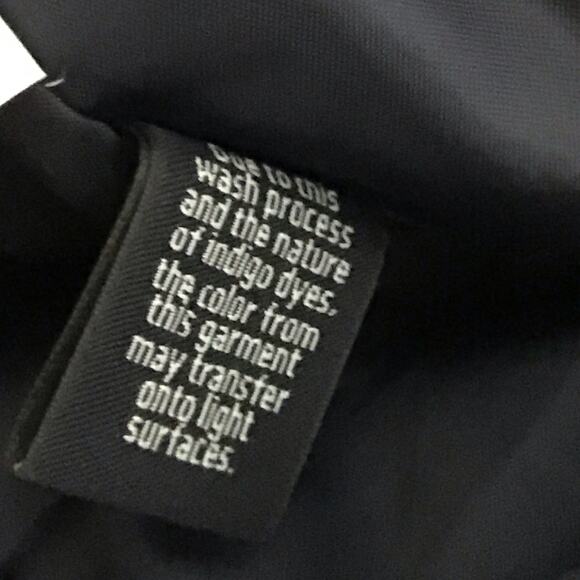 Due to this
wash process
and the nature
of indigo dyes,
the color from
this garment
may transfer
onto light
surfaces.